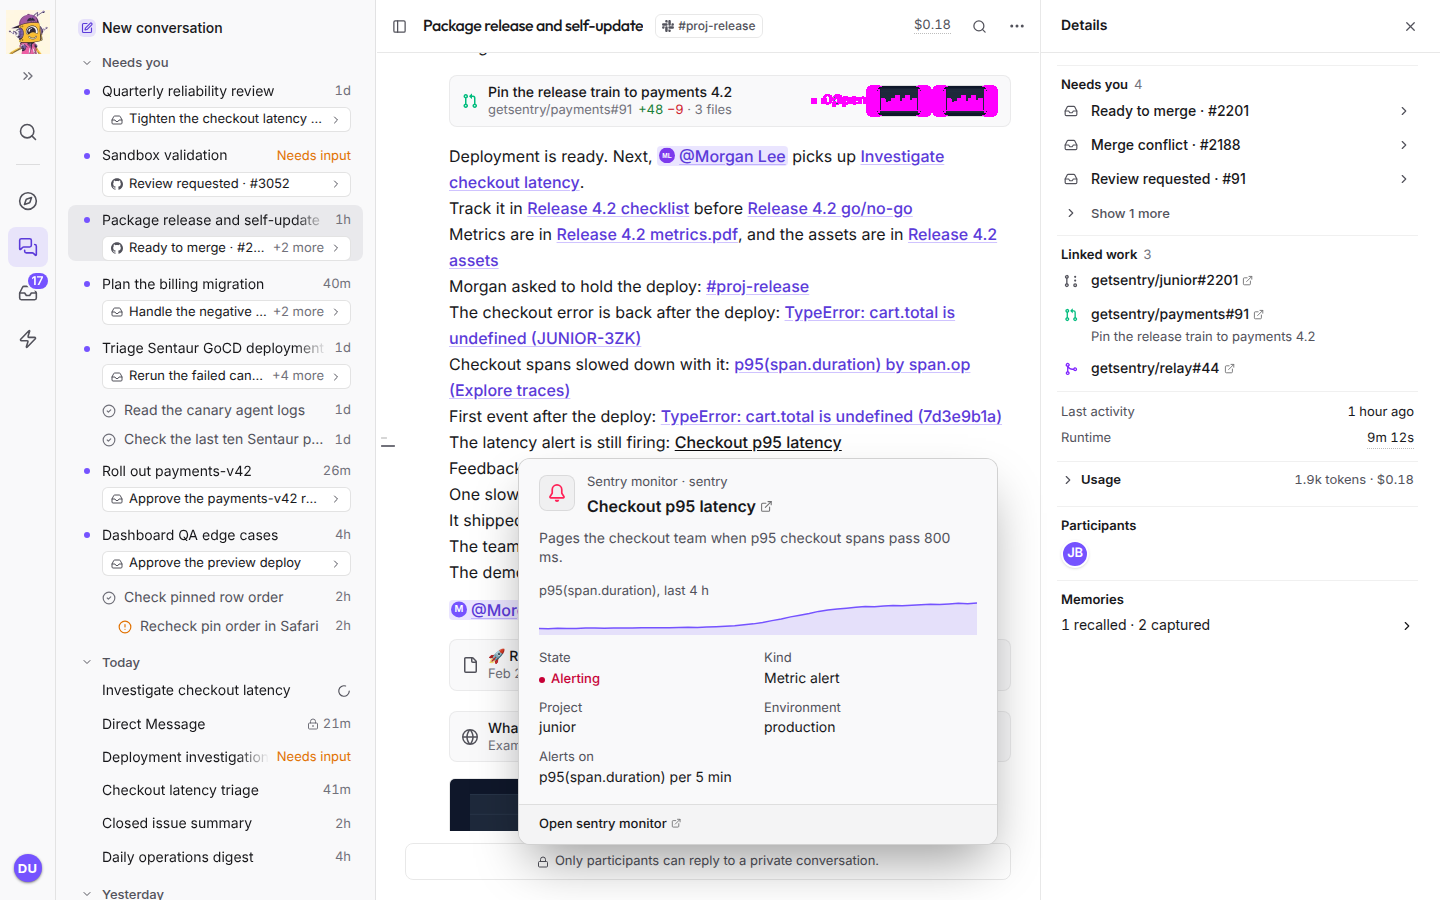 New conversation
Needs you
Quarterly reliability review 1d
Tighten the checkout latency ...
Sandbox validation Needs input
Review requested · #3052
Package release and self-update 1h
Ready to merge · #2... +2 more
17
Plan the billing migration 40m
Handle the negative ... +2 more
Triage Sentaur GoCD deployment 1d
Rerun the failed can... +4 more
Read the canary agent logs 1d
Check the last ten Sentaur p... 1d
Roll out payments-v42 26m
Approve the payments-v42 r...
Dashboard QA edge cases 4h
Approve the preview deploy
Check pinned row order 2h
Recheck pin order in Safari 2h
Today
Investigate checkout latency
Direct Message 21m
Deployment investigation Needs input
Checkout latency triage 41m
Closed issue summary 2h
Daily operations digest 4h
Yesterday
DU
Package release and self-update #proj-release $0.18
Pin the release train to payments 4.2
getsentry/payments#91 +48 −9 · 3 files
Open
Deployment is ready. Next, ML @Morgan Lee picks up Investigate
checkout latency.
Track it in Release 4.2 checklist before Release 4.2 go/no-go
Metrics are in Release 4.2 metrics.pdf, and the assets are in Release 4.2
assets
Morgan asked to hold the deploy: #proj-release
The checkout error is back after the deploy: TypeError: cart.total is
undefined (JUNIOR-3ZK)
Checkout spans slowed down with it: p95(span.duration) by span.op
(Explore traces)
First event after the deploy: TypeError: cart.total is undefined (7d3e9b1a)
The latency alert is still firing: Checkout p95 latency
Feedback
One slow
It shipped
The team
The demo
M @Mor
🚀 R
Feb 2
Wha
Exam
Sentry monitor · sentry
Checkout p95 latency
Pages the checkout team when p95 checkout spans pass 800
ms.
p95(span.duration), last 4 h
State Kind
Alerting Metric alert
Project Environment
junior production
Alerts on
p95(span.duration) per 5 min
Open sentry monitor
Only participants can reply to a private conversation.
Details
Needs you 4
Ready to merge · #2201
Merge conflict · #2188
Review requested · #91
Show 1 more
Linked work 3
getsentry/junior#2201
getsentry/payments#91
Pin the release train to payments 4.2
getsentry/relay#44
Last activity 1 hour ago
Runtime 9m 12s
Usage 1.9k tokens · $0.18
Participants
JB
Memories
1 recalled · 2 captured